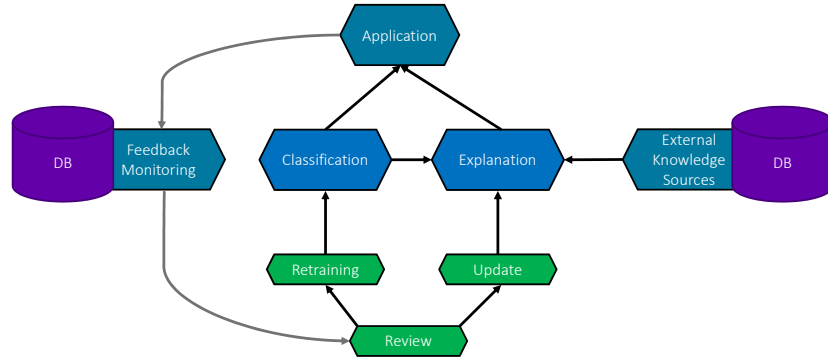 Application
DB
Feedback
Monitoring
Classification
Explanation
External
Knowledge
Sources
DB
Retraining
Update
Review